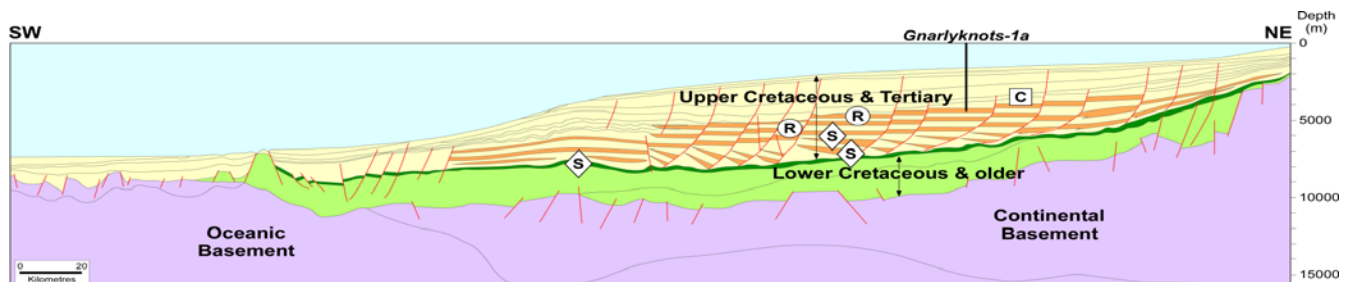 SW
Gnarlyknots-1a
NE
Depth
(m)
0
Upper Cretaceous & Tertiary
C
R
R
S
S
S
5000
Lower Cretaceous & older
10000
Oceanic
Basement
Continental
Basement
0 20
Kilometres
15000